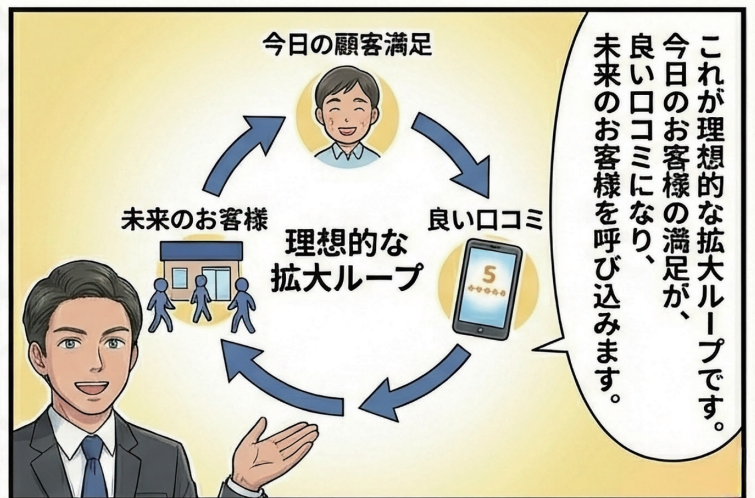 今日の顧客満足
未来のお客様
良い口コミ
5
理想的な
拡大ループ
これが理想的な拡大ループです。
今日のお客様の満足が、
良い口コミになり、
未来のお客様を呼び込みます。